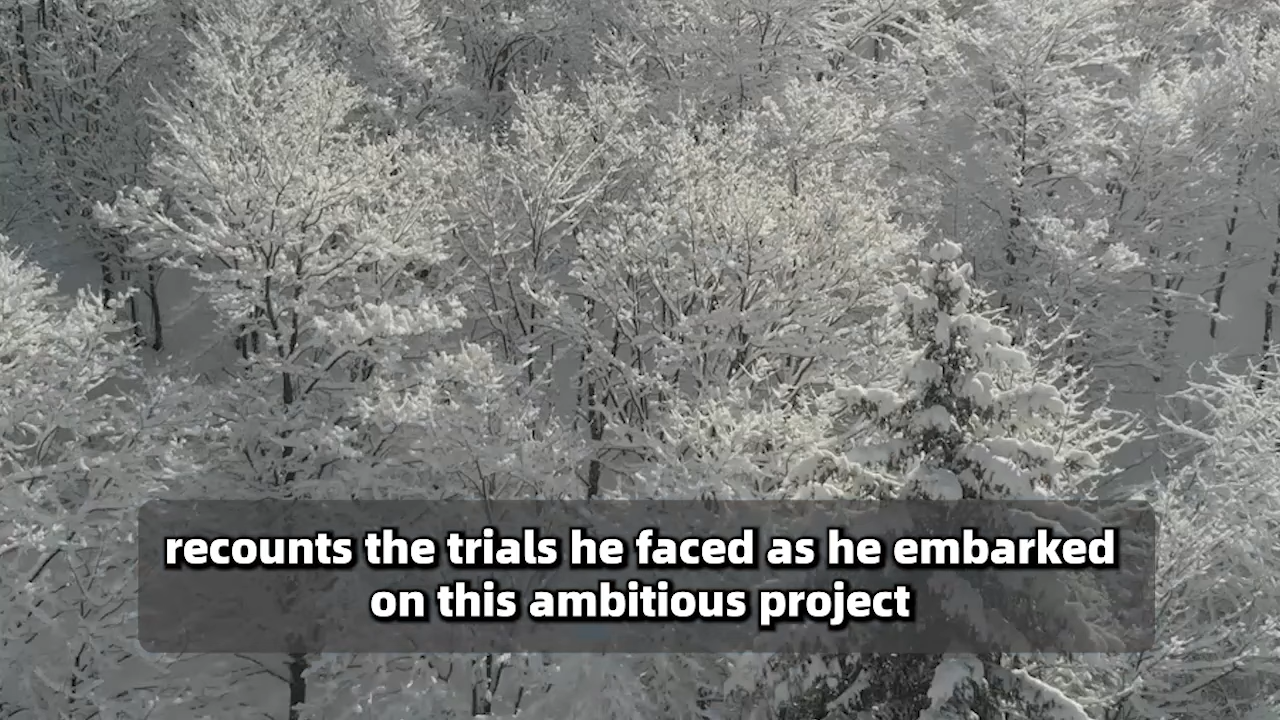 recounts the trials he faced as he embarked
on this ambitious project